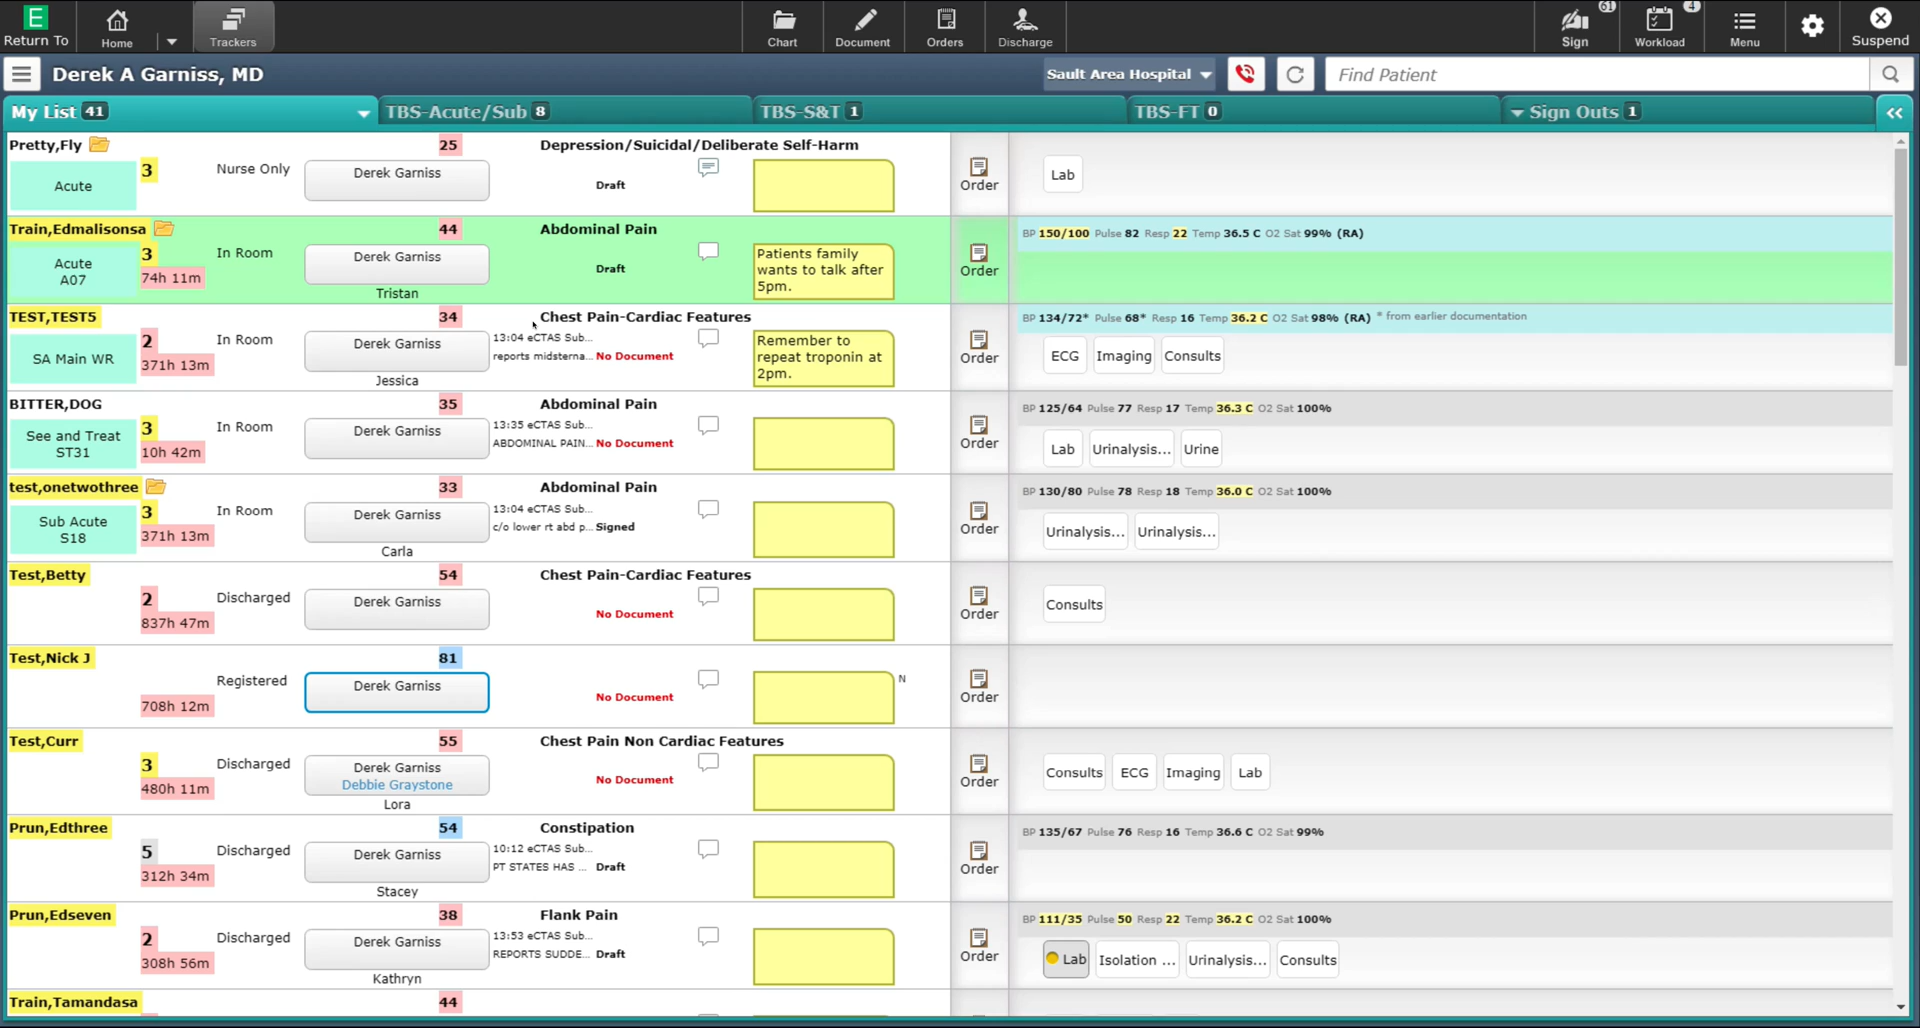 E
Return To
Home
Trackers
Chart
Document
Orders
Discharge
61
Sign
4
Workload
Menu
Suspend
Derek A Garniss, MD
Sault Area Hospital
Find Patient
My List 41
TBS-Acute/Sub 8
TBS-S&T 1
TBS-FT 0
Sign Outs 1
Pretty,Fly
25
Depression/Suicidal/Deliberate Self-Harm
Acute
3
Nurse Only
Derek Garniss
Draft
Order
Lab
Train,Edmalisonsa
44
Abdominal Pain
Acute
A07
3
74h 11m
In Room
Derek Garniss
Tristan
Draft
Patients family
wants to talk after
5pm.
Order
BP 150/100 Pulse 82 Resp 22 Temp 36.5 C O2 Sat 99% (RA)
TEST,TEST5
34
Chest Pain-Cardiac Features
SA Main WR
2
371h 13m
In Room
Derek Garniss
Jessica
13:04 eCTAS Sub...
reports midsterna... No Document
Remember to
repeat troponin at
2pm.
Order
BP 134/72* Pulse 68* Resp 16 Temp 36.2 C O2 Sat 98% (RA) * from earlier documentation
ECG Imaging Consults
BITTER,DOG
35
Abdominal Pain
See and Treat
ST31
3
10h 42m
In Room
Derek Garniss
13:35 eCTAS Sub...
ABDOMINAL PAIN... No Document
Order
BP 125/64 Pulse 77 Resp 17 Temp 36.3 C O2 Sat 100%
Lab Urinalysis... Urine
test,onetwothree
33
Abdominal Pain
Sub Acute
S18
3
371h 13m
In Room
Derek Garniss
Carla
13:04 eCTAS Sub...
c/o lower rt abd p... Signed
Order
BP 130/80 Pulse 78 Resp 18 Temp 36.0 C O2 Sat 100%
Urinalysis... Urinalysis...
Test,Betty
54
Chest Pain-Cardiac Features
2
837h 47m
Discharged
Derek Garniss
No Document
Order
Consults
Test,Nick J
81
708h 12m
Registered
Derek Garniss
No Document
N
Order
Test,Curr
55
Chest Pain Non Cardiac Features
3
480h 11m
Discharged
Derek Garniss
Debbie Graystone
Lora
No Document
Order
Consults ECG Imaging Lab
Prun,Edthree
54
Constipation
5
312h 34m
Discharged
Derek Garniss
Stacey
10:12 eCTAS Sub...
PT STATES HAS ... Draft
Order
BP 135/67 Pulse 76 Resp 16 Temp 36.6 C O2 Sat 99%
Prun,Edseven
38
Flank Pain
2
308h 56m
Discharged
Derek Garniss
Kathryn
13:53 eCTAS Sub...
REPORTS SUDDE... Draft
Order
BP 111/35 Pulse 50 Resp 22 Temp 36.2 C O2 Sat 100%
Lab Isolation ... Urinalysis... Consults
Train,Tamandasa
44